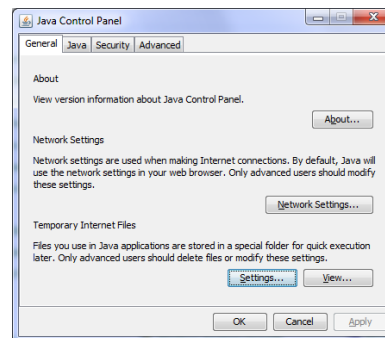 Java Control Panel
General Java Security Advanced
About
View version information about Java Control Panel.
About...
Network Settings
Network settings are used when making Internet connections. By default, Java will
use the network settings in your web browser. Only advanced users should modify
these settings.
Network Settings...
Temporary Internet Files
Files you use in Java applications are stored in a special folder for quick execution
later. Only advanced users should delete files or modify these settings.
Settings... View...
OK Cancel Apply